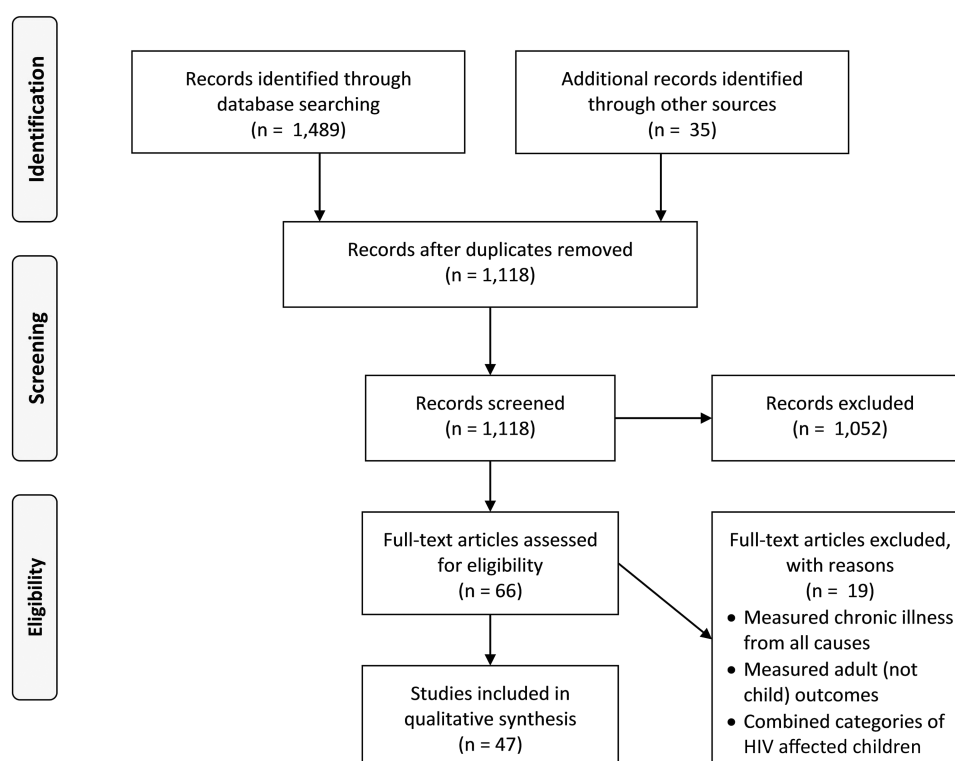 Identification
Records identified through
database searching
(n = 1,489)
Additional records identified
through other sources
(n = 35)
Records after duplicates removed
(n = 1,118)
Screening
Records screened
(n = 1,118)
Records excluded
(n = 1,052)
Eligibility
Full-text articles assessed
for eligibility
(n = 66)
Full-text articles excluded,
with reasons
(n = 19)
• Measured chronic illness
from all causes
• Measured adult (not
child) outcomes
• Combined categories of
HIV affected children
Studies included in
qualitative synthesis
(n = 47)